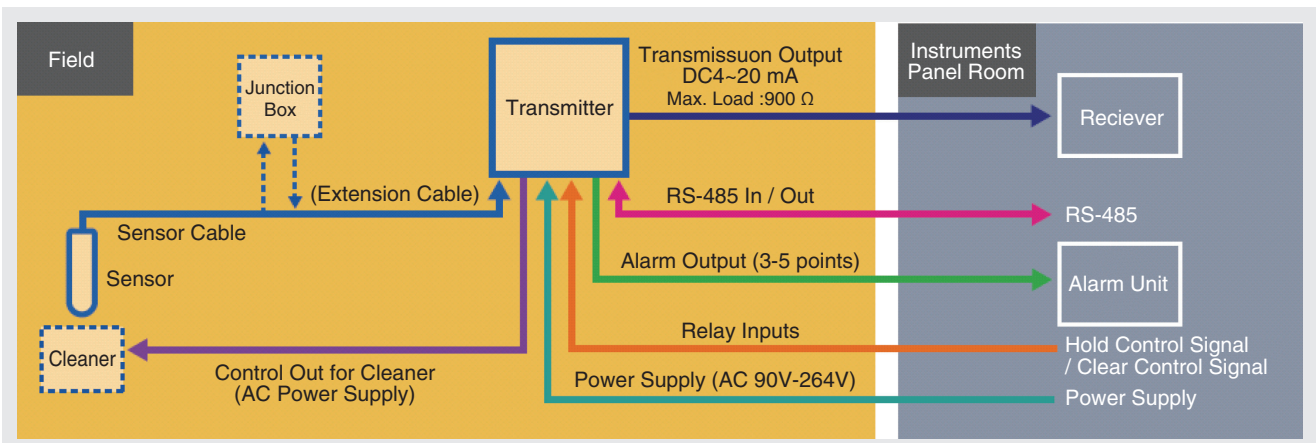 Field
Junction
Box
Transmitter
Transmissuon Output
DC4~20 mA
Max. Load :900 Ω
Instruments
Panel Room
Reciever
(Extension Cable)
Sensor Cable
Sensor
RS-485 In / Out
RS-485
Alarm Output (3-5 points)
Alarm Unit
Cleaner
Relay Inputs
Hold Control Signal
/ Clear Control Signal
Control Out for Cleaner
(AC Power Supply)
Power Supply (AC 90V-264V)
Power Supply